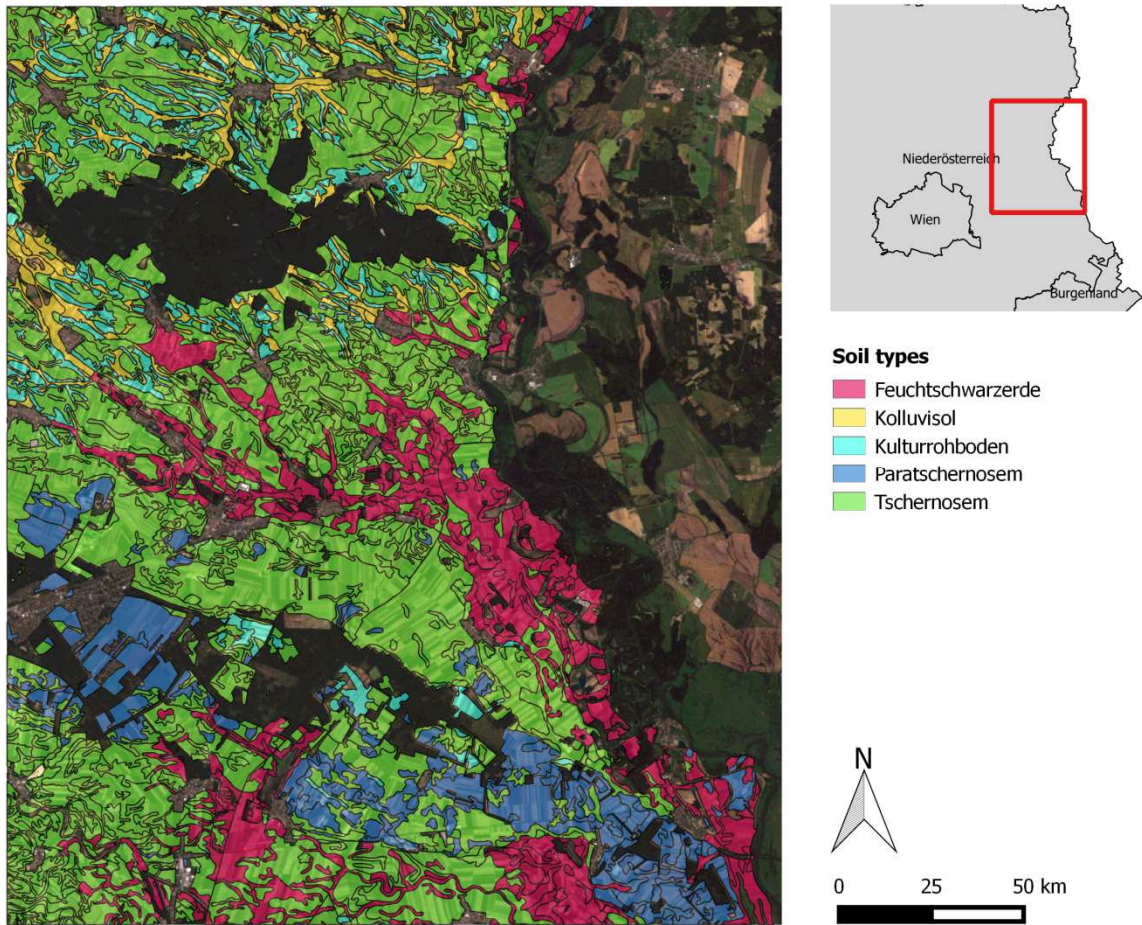 Niederösterreich
Wien
Burgenland
Soil types
Feuchtschwarzerde
Kolluvisol
Kulturrohboden
Paratschernosem
Tschernosem
N
0 25 50 km